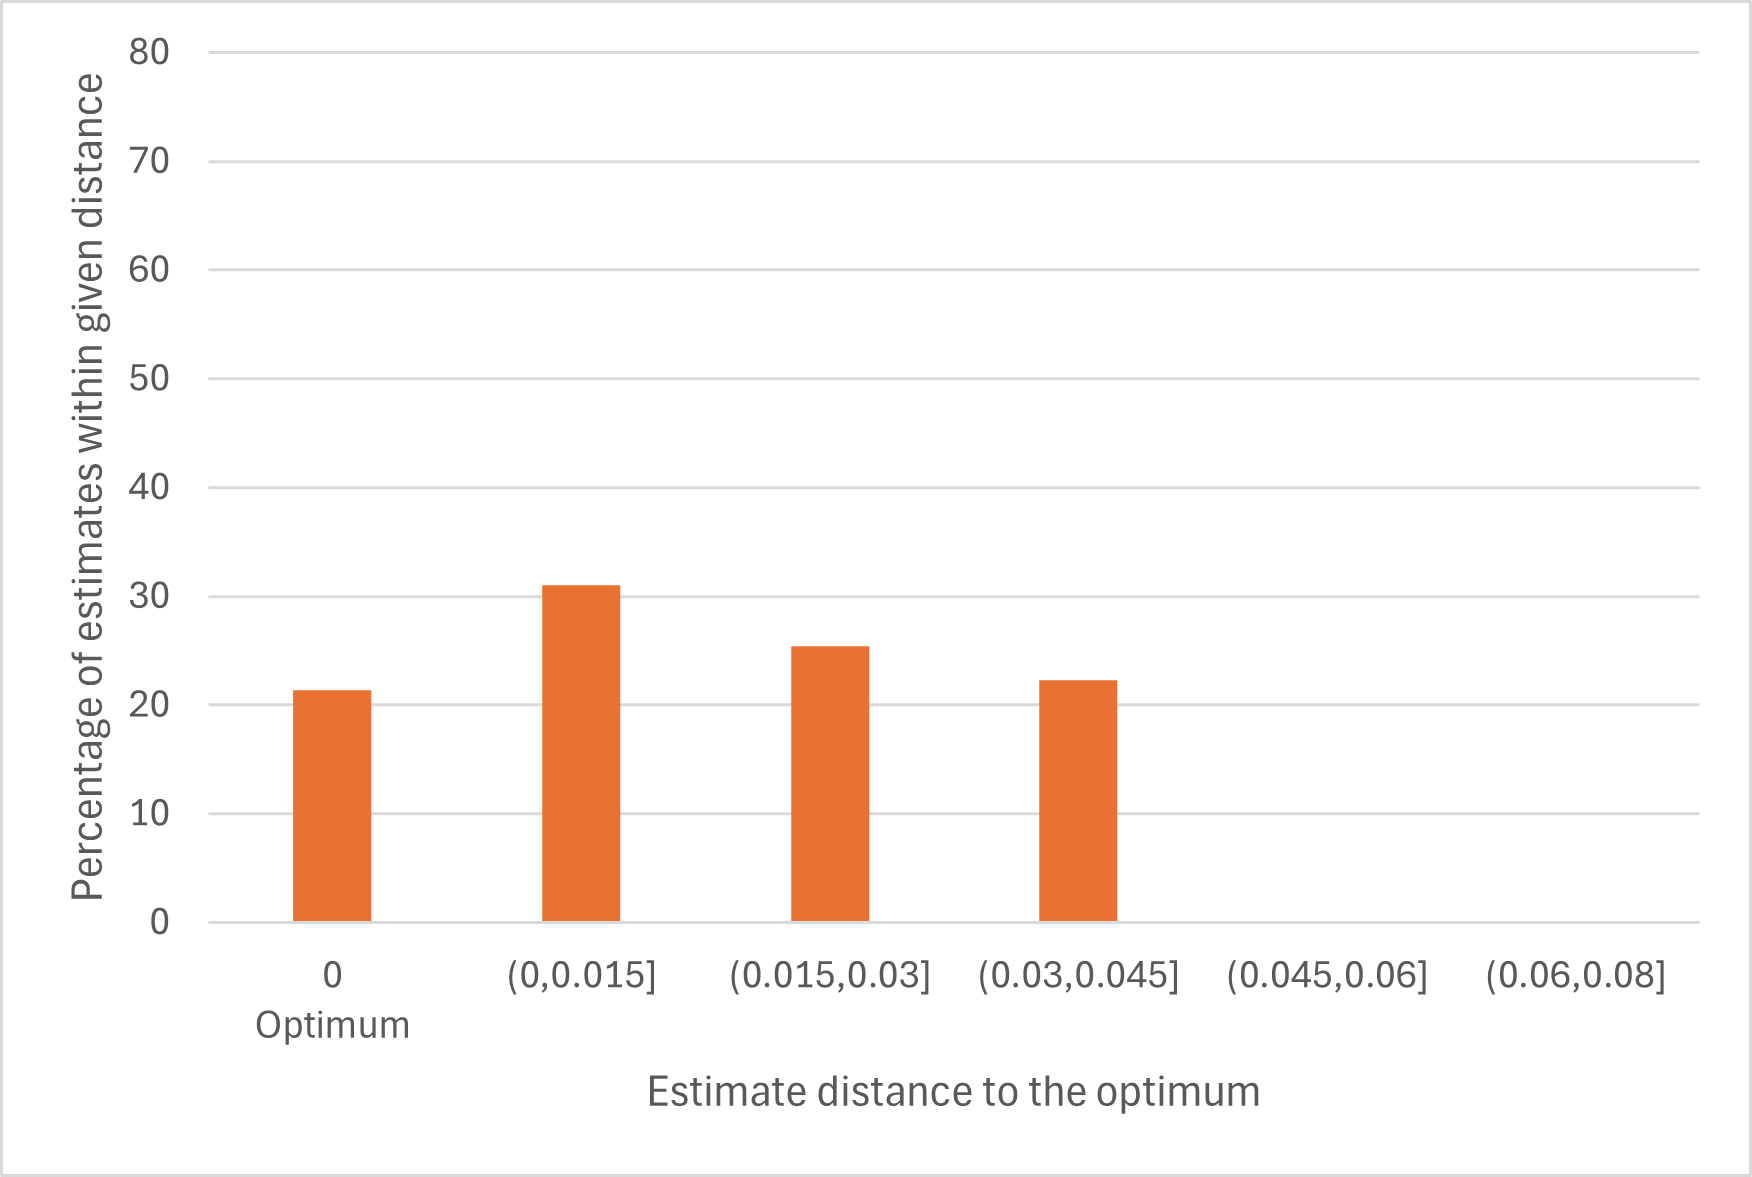 Percentage of estimates within given distance
80
70
60
50
40
30
20
10
0
0 (0,0.015] (0.015,0.03] (0.03,0.045] (0.045,0.06] (0.06,0.08]
Optimum
Estimate distance to the optimum